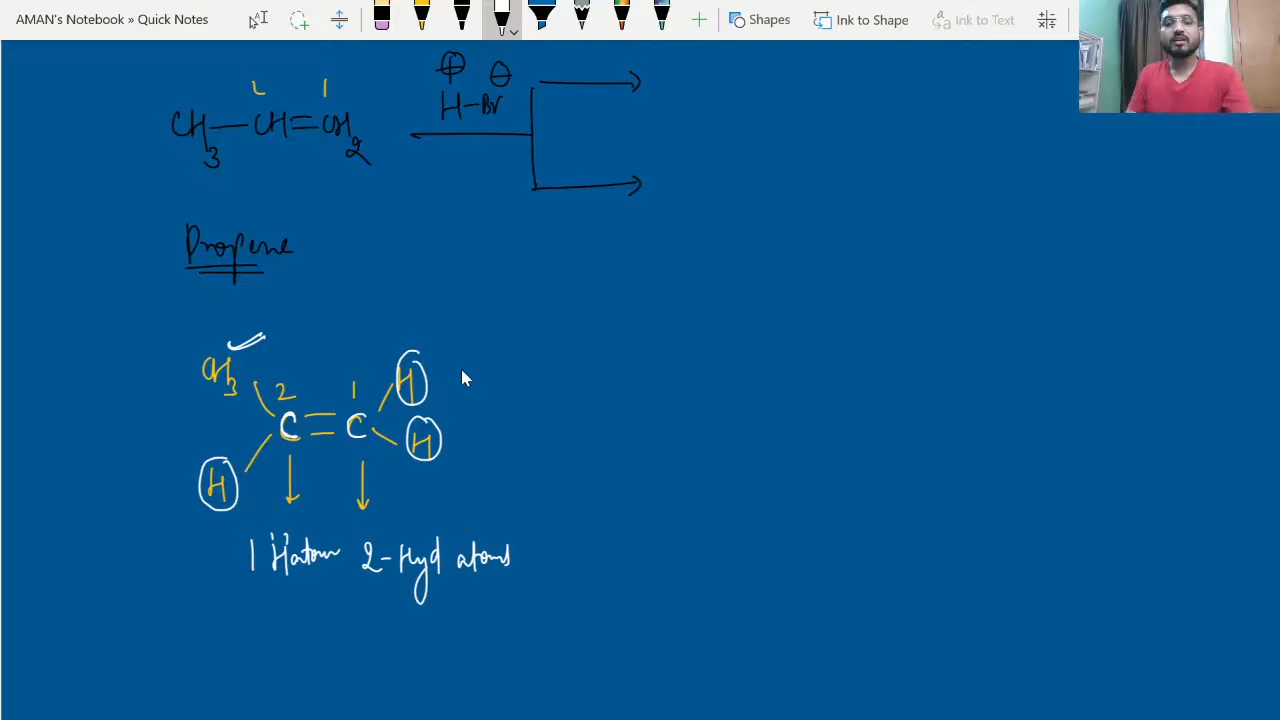 AMAN's Notebook » Quick Notes
Shapes
Ink to Shape
Ink to Text
⊕ ⊖
H-Br
2 1
CH3—CH=CH2
Propene
CH3 2 1 H
C=C
H H
1 "H" atom 2-Hyd atoms